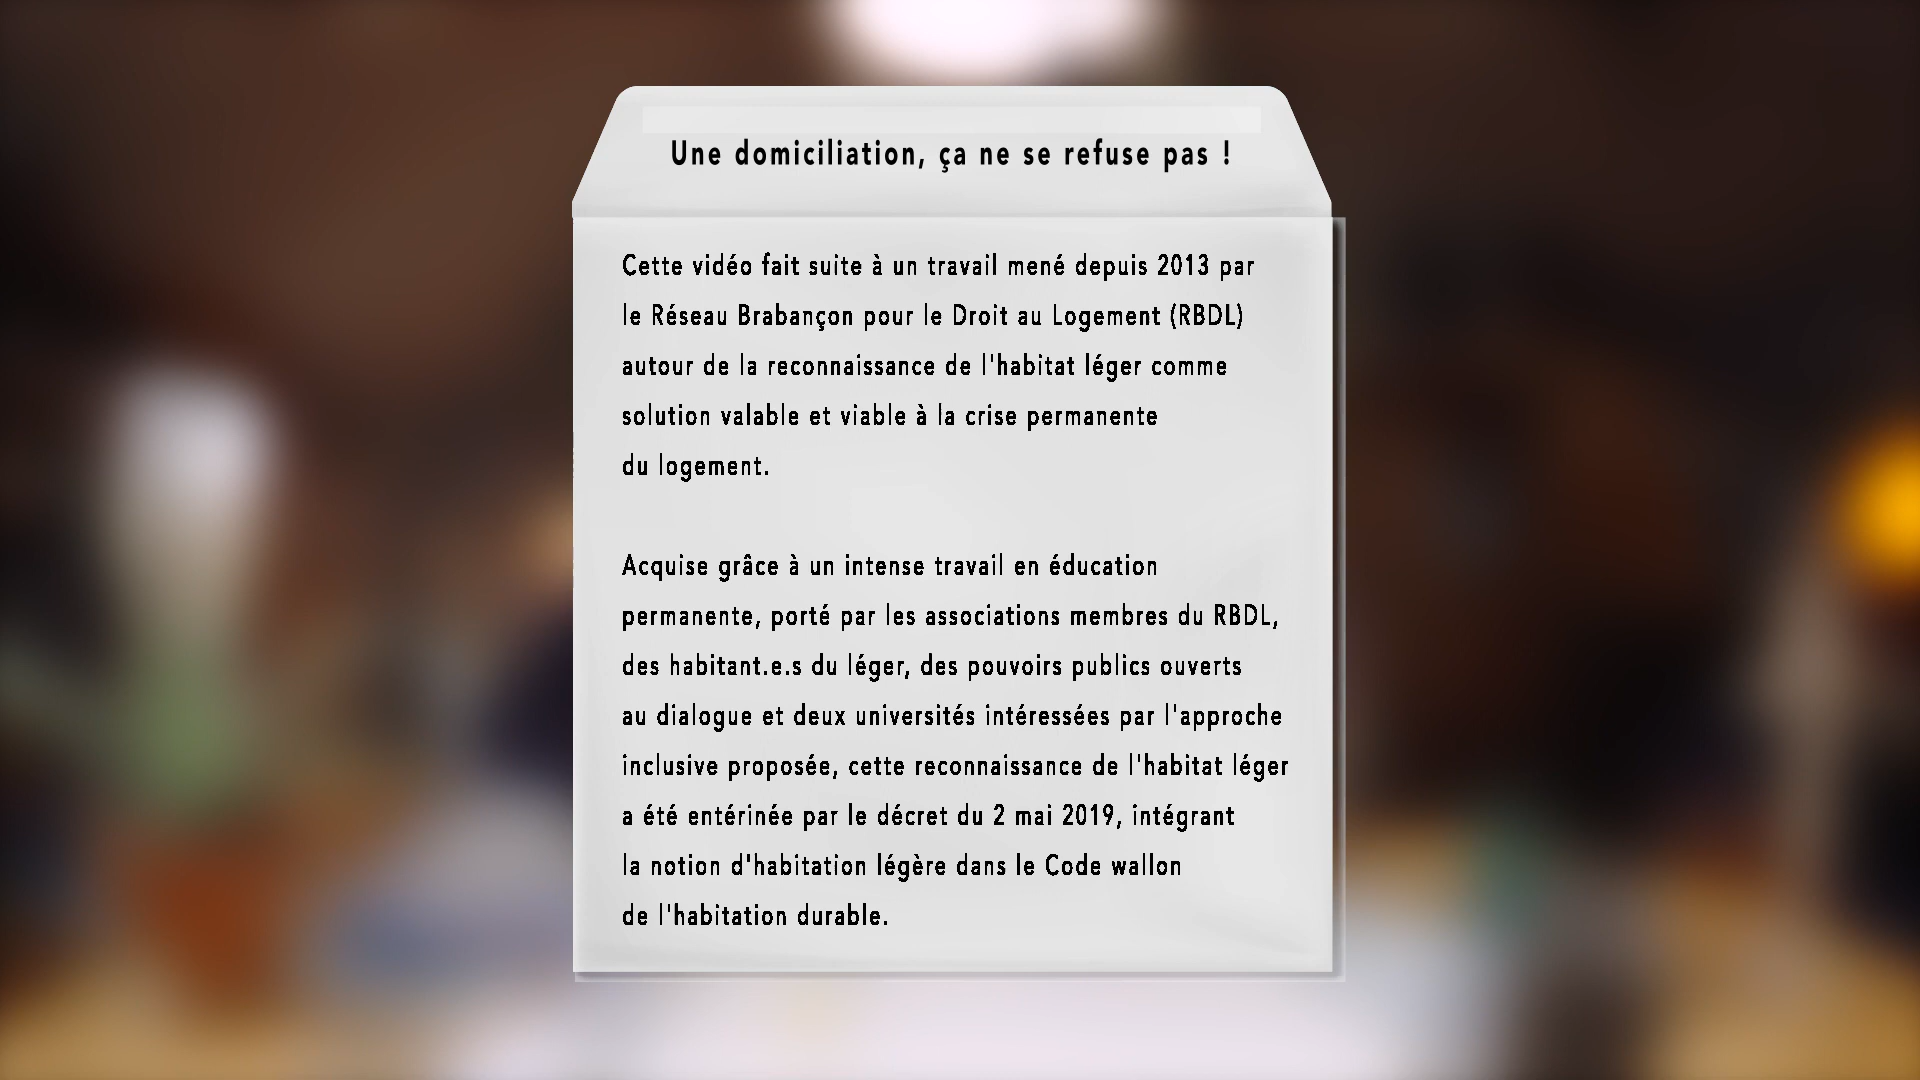 Une domiciliation, ça ne se refuse pas !
Cette vidéo fait suite à un travail mené depuis 2013 par
le Réseau Brabançon pour le Droit au Logement (RBDL)
autour de la reconnaissance de l'habitat léger comme
solution valable et viable à la crise permanente
du logement.
Acquise grâce à un intense travail en éducation
permanente, porté par les associations membres du RBDL,
des habitant.e.s du léger, des pouvoirs publics ouverts
au dialogue et deux universités intéressées par l'approche
inclusive proposée, cette reconnaissance de l'habitat léger
a été entérinée par le décret du 2 mai 2019, intégrant
la notion d'habitation légère dans le Code wallon
de l'habitation durable.